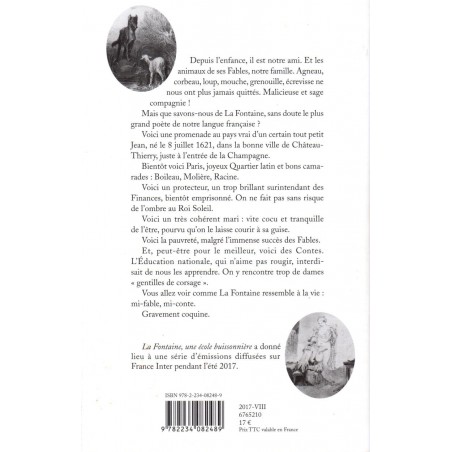 Depuis l'enfance, il est notre ami. Et les
animaux de ses Fables, notre famille. Agneau,
corbeau, loup, mouche, grenouille, écrevisse ne
nous ont plus jamais quittés. Malicieuse et sage
compagnie !
Mais que savons-nous de La Fontaine, sans doute le plus
grand poète de notre langue française ?
Voici une promenade au pays vrai d'un certain tout petit
Jean, né le 8 juillet 1621, dans la bonne ville de Château-
Thierry, juste à l'entrée de la Champagne.
Bientôt voici Paris, joyeux Quartier latin et bons cama-
rades : Boileau, Molière, Racine.
Voici un protecteur, un trop brillant surintendant des
Finances, bientôt emprisonné. On ne fait pas sans risque
de l'ombre au Roi Soleil.
Voici un très cohérent mari : vite cocu et tranquille
de l'être, pourvu qu'on le laisse courir à sa guise.
Voici la pauvreté, malgré l'immense succès des Fables.
Et, peut-être pour le meilleur, voici des Contes.
L'Éducation nationale, qui n'aime pas rougir, interdi-
sait de nous les apprendre. On y rencontre trop de dames
« gentilles de corsage ».
Vous allez voir comme La Fontaine ressemble à la vie :
mi-fable, mi-conte.
Gravement coquine.
La Fontaine, une école buissonnière a donné
lieu à une série d'émissions diffusées sur
France Inter pendant l'été 2017.
ISBN 978-2-234-08248-9
9 782234 082489
2017-VIII
6765210
17 €
Prix TTC valable en France